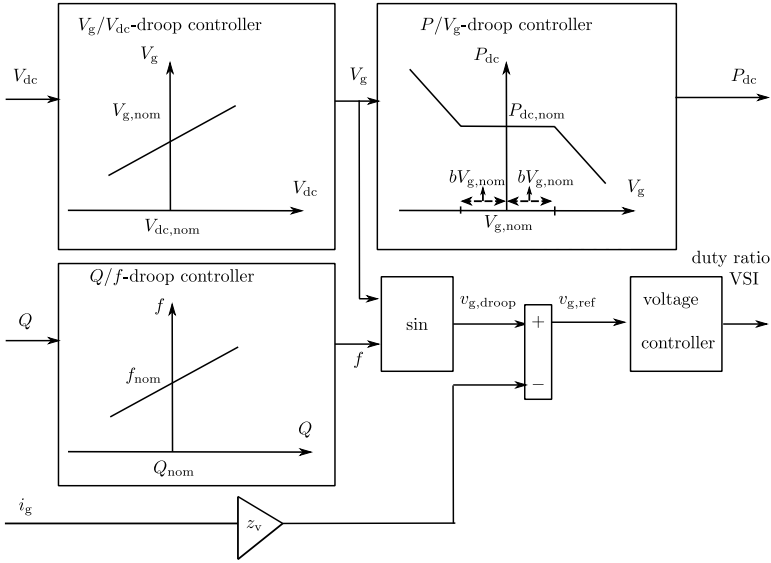 V_g/V_dc-droop controller
V_g
V_dc
V_g,nom
V_dc
V_dc,nom
V_g
P/V_g-droop controller
P_dc
P_dc
P_dc,nom
bV_g,nom bV_g,nom
V_g
V_g,nom
Q/f-droop controller
f
Q
f_nom
Q
Q_nom
f
sin
v_g,droop
+
−
v_g,ref
voltage
controller
duty ratio
VSI
i_g
z_v